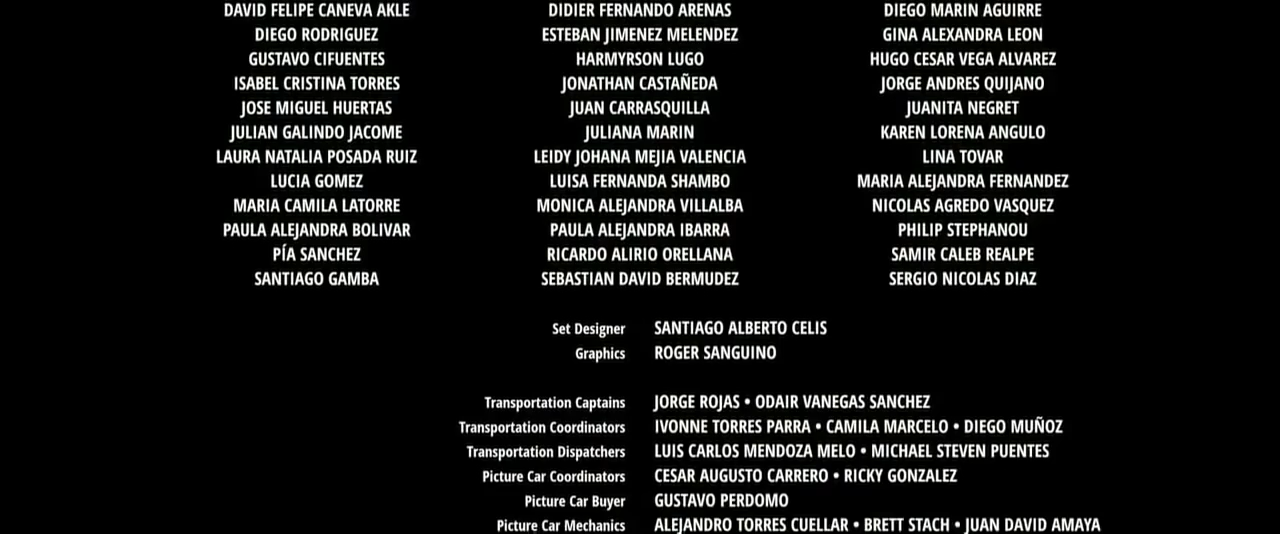 DAVID FELIPE CANEVA AKLE DIDIER FERNANDO ARENAS DIEGO MARIN AGUIRRE
DIEGO RODRIGUEZ ESTEBAN JIMENEZ MELENDEZ GINA ALEXANDRA LEON
GUSTAVO CIFUENTES HARMYRSON LUGO HUGO CESAR VEGA ALVAREZ
ISABEL CRISTINA TORRES JONATHAN CASTAÑEDA JORGE ANDRES QUIJANO
JOSE MIGUEL HUERTAS JUAN CARRASQUILLA JUANITA NEGRET
JULIAN GALINDO JACOME JULIANA MARIN KAREN LORENA ANGULO
LAURA NATALIA POSADA RUIZ LEIDY JOHANA MEJIA VALENCIA LINA TOVAR
LUCIA GOMEZ LUISA FERNANDA SHAMBO MARIA ALEJANDRA FERNANDEZ
MARIA CAMILA LATORRE MONICA ALEJANDRA VILLALBA NICOLAS AGREDO VASQUEZ
PAULA ALEJANDRA BOLIVAR PAULA ALEJANDRA IBARRA PHILIP STEPHANOU
PÍA SANCHEZ RICARDO ALIRIO ORELLANA SAMIR CALEB REALPE
SANTIAGO GAMBA SEBASTIAN DAVID BERMUDEZ SERGIO NICOLAS DIAZ
Set Designer SANTIAGO ALBERTO CELIS
Graphics ROGER SANGUINO
Transportation Captains JORGE ROJAS • ODAIR VANEGAS SANCHEZ
Transportation Coordinators IVONNE TORRES PARRA • CAMILA MARCELO • DIEGO MUÑOZ
Transportation Dispatchers LUIS CARLOS MENDOZA MELO • MICHAEL STEVEN PUENTES
Picture Car Coordinators CESAR AUGUSTO CARRERO • RICKY GONZALEZ
Picture Car Buyer GUSTAVO PERDOMO
Picture Car Mechanics ALEJANDRO TORRES CUELLAR • BRETT STACH • JUAN DAVID AMAYA